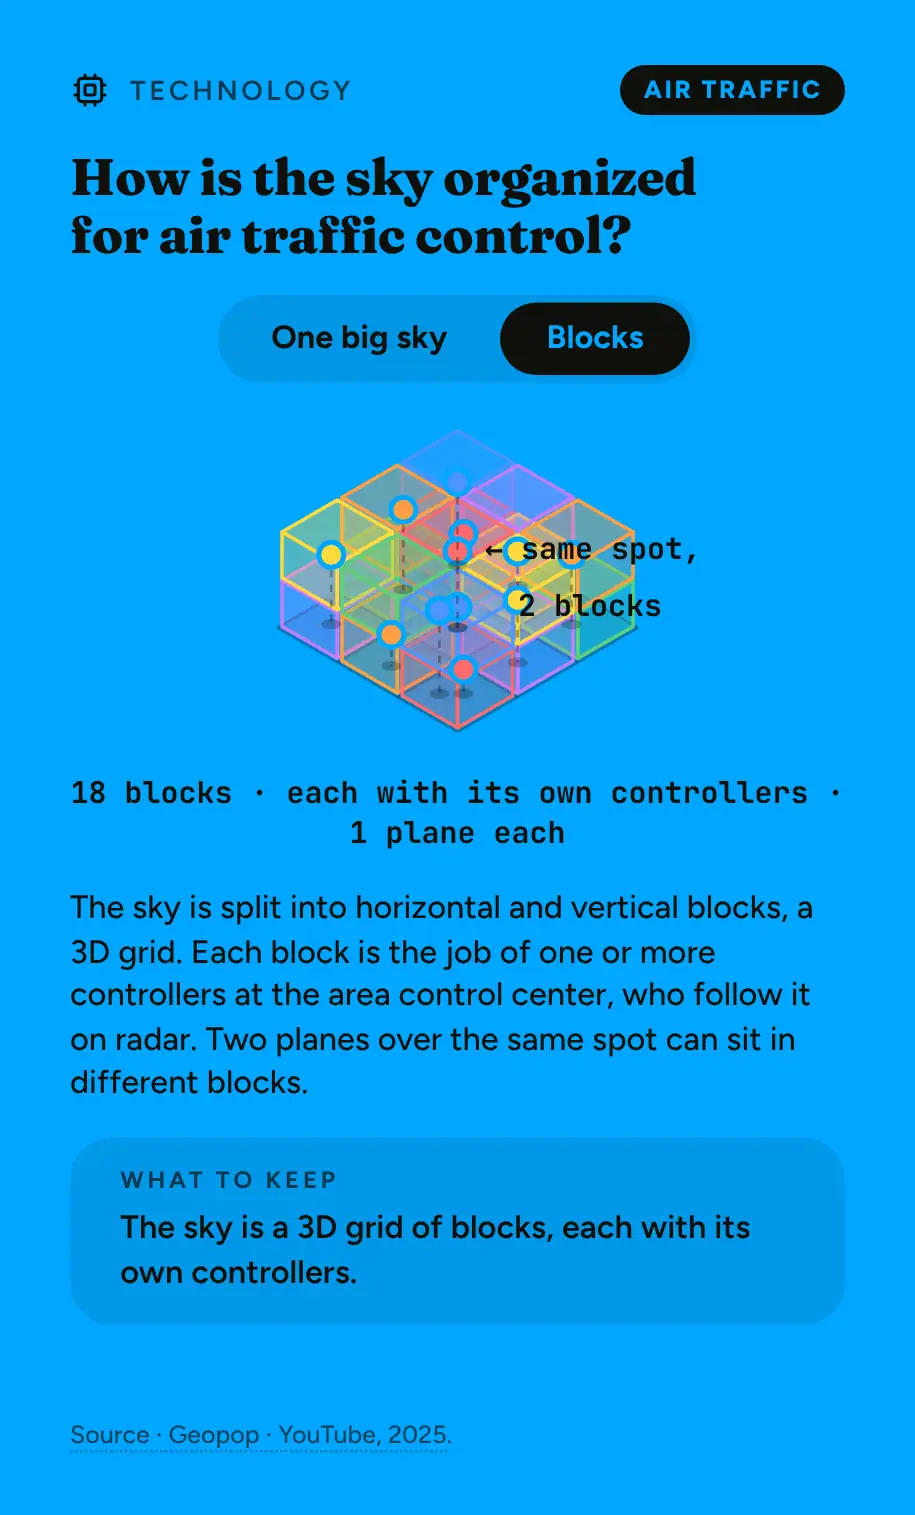 TECHNOLOGY
AIR TRAFFIC
How is the sky organized
for air traffic control?
One big sky
Blocks
← same spot,
2 blocks
18 blocks · each with its own controllers ·
1 plane each
The sky is split into horizontal and vertical blocks, a
3D grid. Each block is the job of one or more
controllers at the area control center, who follow it
on radar. Two planes over the same spot can sit in
different blocks.
WHAT TO KEEP
The sky is a 3D grid of blocks, each with its
own controllers.
Source · Geopop · YouTube, 2025.